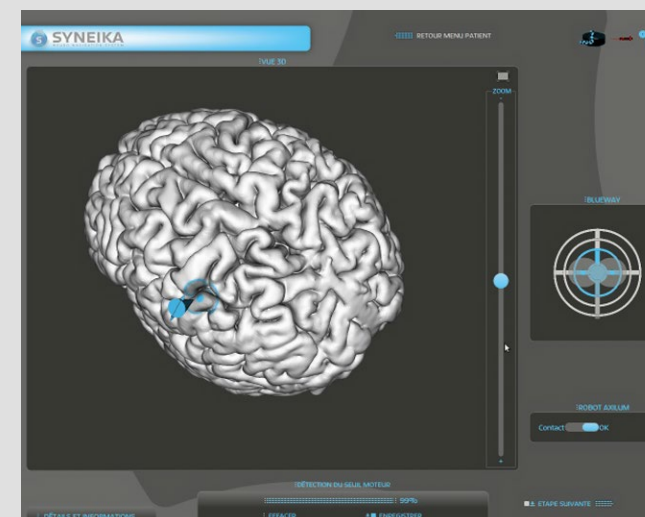 SYNEIKA
RETOUR MENU PATIENT
VUE 3D
ZOOM
-
+
BLUEWAY
ROBOT AXILUM
Contact OK
DÉTECTION DU SEUIL MOTEUR
99%
EFFACER
ENREGISTRER
ETAPE SUIVANTE
DÉTAILS ET INFORMATIONS